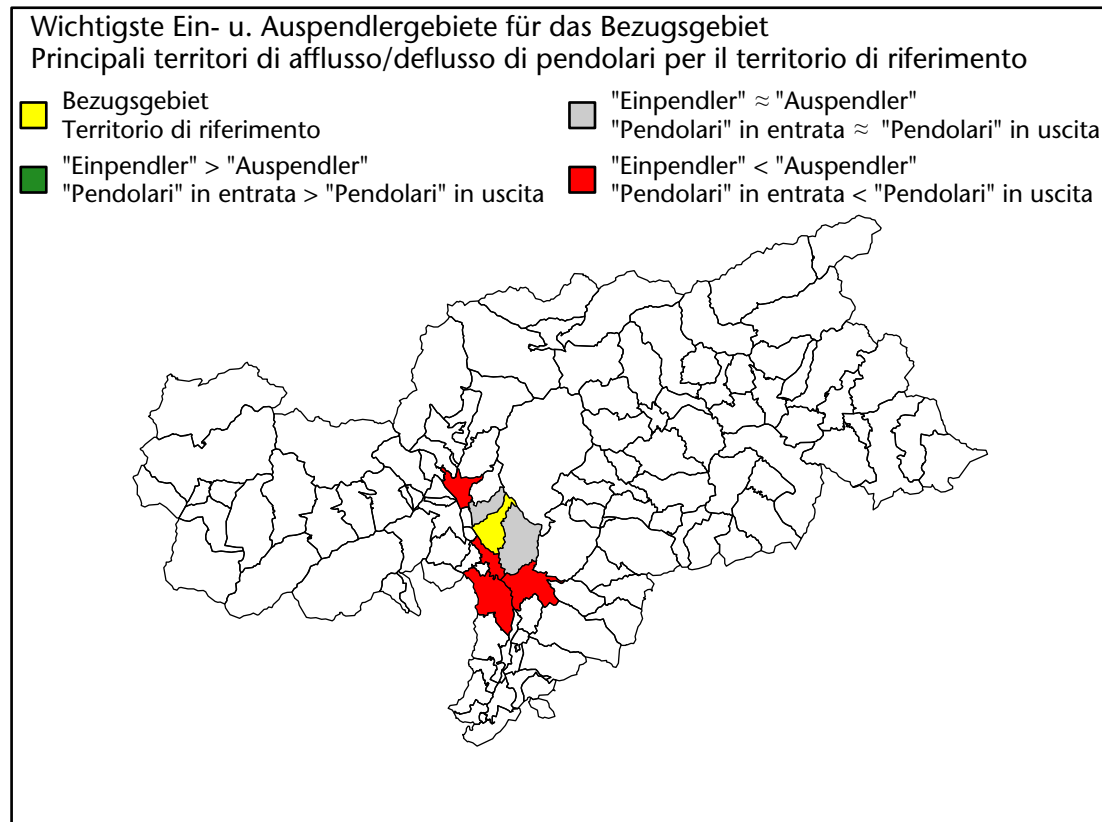 Wichtigste Ein- u. Auspendlergebiete für das Bezugsgebiet
Principali territori di afflusso/deflusso di pendolari per il territorio di riferimento
Bezugsgebiet
Territorio di riferimento
"Einpendler" > "Auspendler"
"Pendolari" in entrata > "Pendolari" in uscita
"Einpendler" ≈ "Auspendler"
"Pendolari" in entrata ≈ "Pendolari" in uscita
"Einpendler" < "Auspendler"
"Pendolari" in entrata < "Pendolari" in uscita